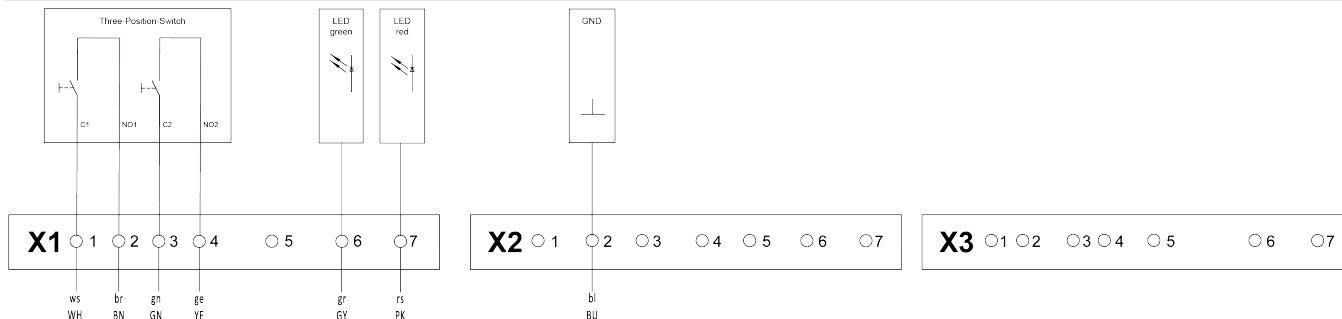 Three-Position-Switch
LED
green
LED
red
GND
C1 NO1 C2 NO2
X1 1 2 3 4 5 6 7
X2 1 2 3 4 5 6 7
X3 1 2 3 4 5 6 7
ws br gn ge gr rs bl
WH BN GN YE GY PK BU